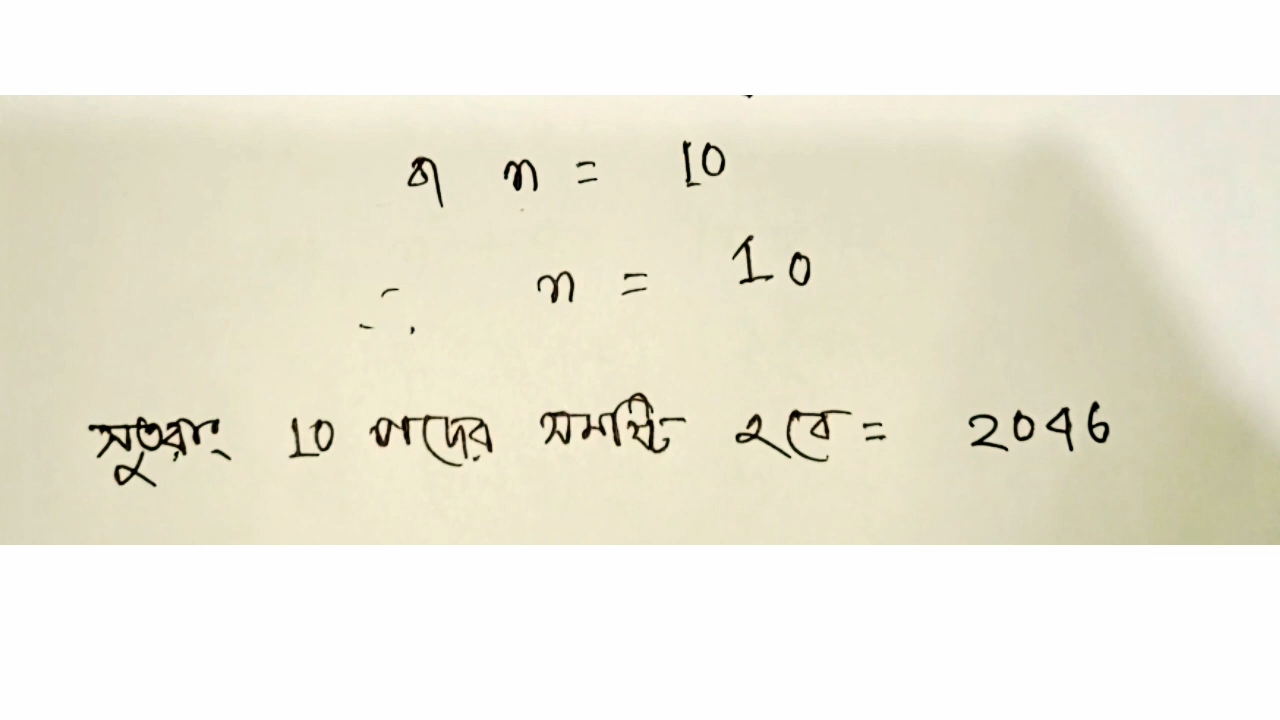 বা n = 10
∴ n = 10
সুতরাং 10 পদের সমষ্টি হবে = 2046